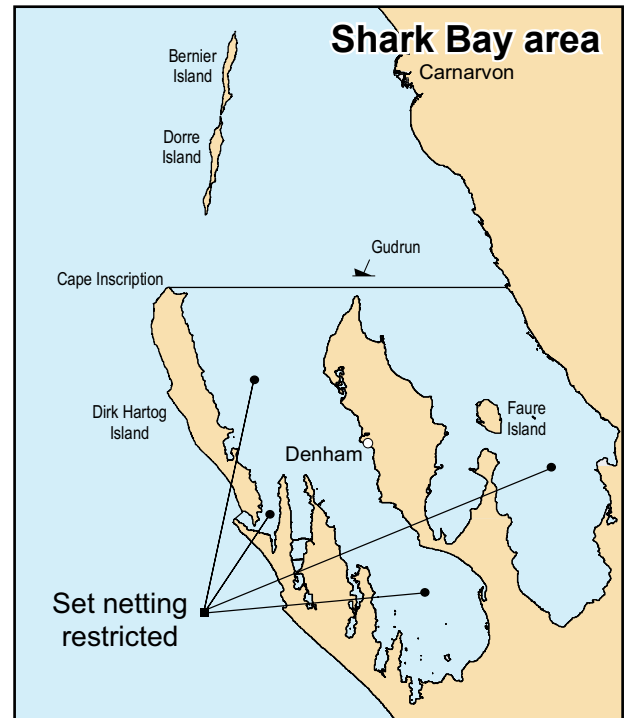 Shark Bay area
Bernier
Island
Carnarvon
Dorre
Island
Gudrun
Cape Inscription
Dirk Hartog
Island
Faure
Island
Denham
Set netting
restricted